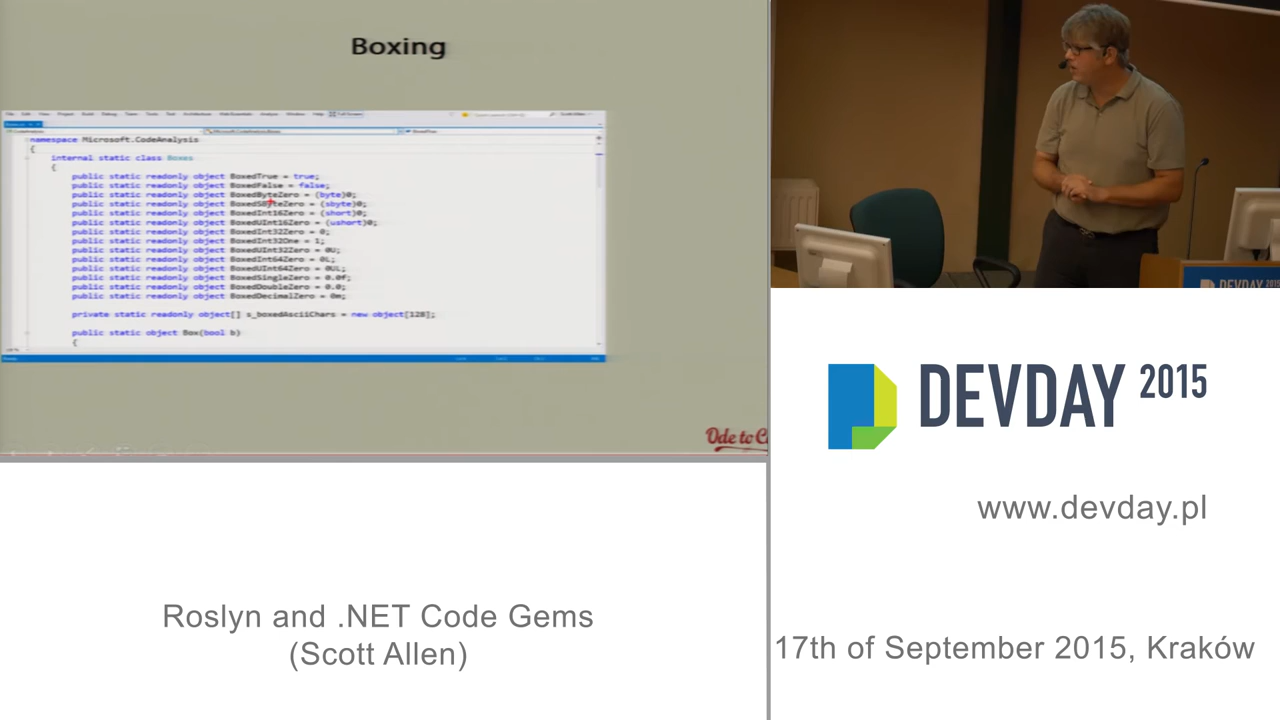 Boxing
namespace Microsoft.CodeAnalysis
{
internal static class Boxes
{
public static readonly object BoxedTrue = true;
public static readonly object BoxedFalse = false;
public static readonly object BoxedByteZero = (byte)0;
public static readonly object BoxedSByteZero = (sbyte)0;
public static readonly object BoxedInt16Zero = (short)0;
public static readonly object BoxedUInt16Zero = (ushort)0;
public static readonly object BoxedInt32Zero = 0;
public static readonly object BoxedInt32One = 1;
public static readonly object BoxedUInt32Zero = 0U;
public static readonly object BoxedInt64Zero = 0L;
public static readonly object BoxedUInt64Zero = 0UL;
public static readonly object BoxedSingleZero = 0.0f;
public static readonly object BoxedDoubleZero = 0.0;
public static readonly object BoxedDecimalZero = 0m;
private static readonly object[] s_boxedAsciiChars = new object[128];
public static object Box(bool b)
{
Ode to C
DEVDAY 2015
DEVDAY 2015
www.devday.pl
Roslyn and .NET Code Gems
(Scott Allen)
17th of September 2015, Kraków